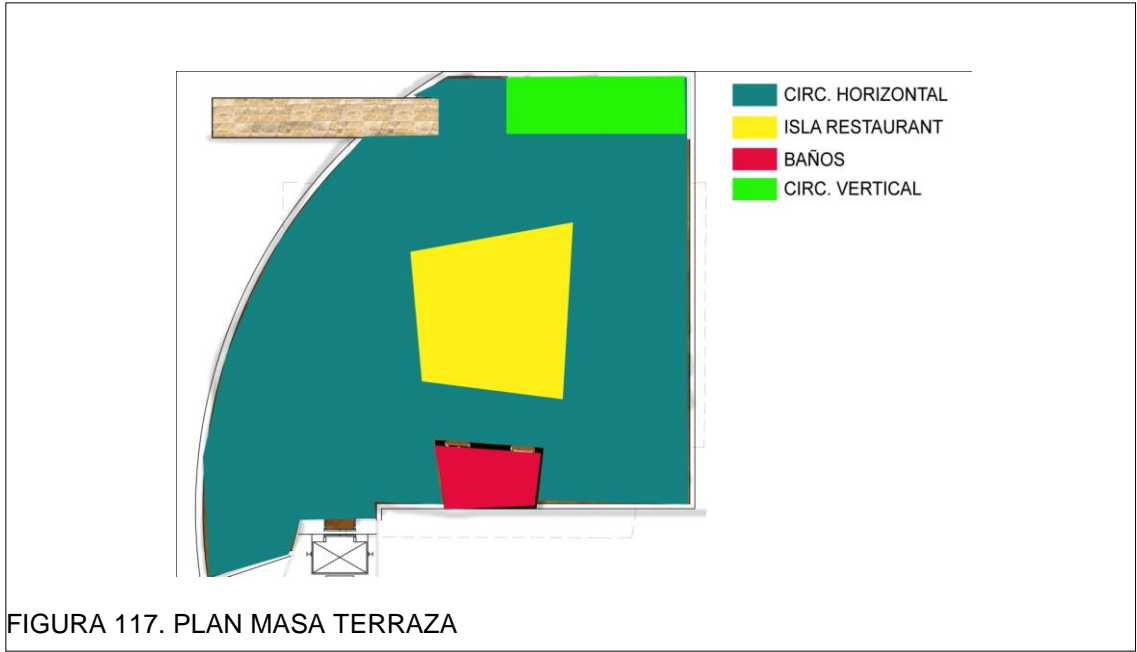 CIRC. HORIZONTAL
ISLA RESTAURANT
BAÑOS
CIRC. VERTICAL
FIGURA 117. PLAN MASA TERRAZA